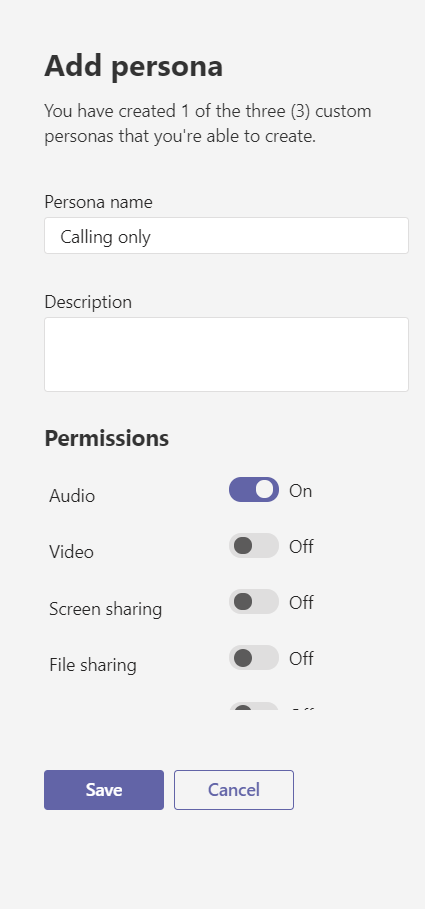 Add persona
You have created 1 of the three (3) custom
personas that you're able to create.
Persona name
Calling only
Description
Permissions
Audio On
Video Off
Screen sharing Off
File sharing Off
Save Cancel